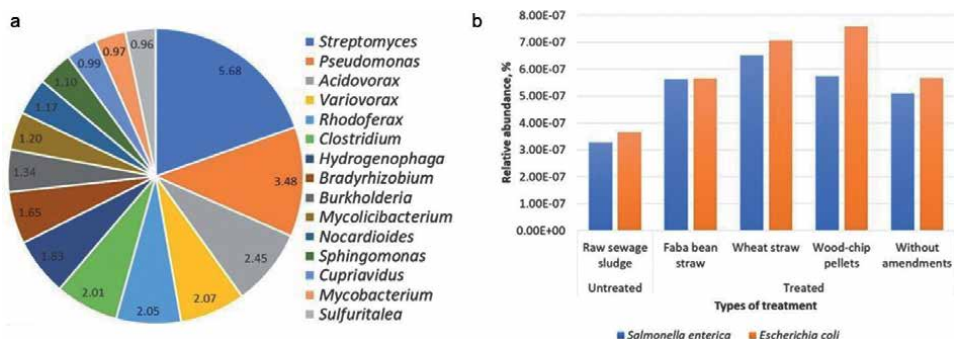 a
5.68
3.48
2.45
2.07
2.05
2.01
1.83
1.65
1.34
1.20
1.17
1.10
0.99
0.97
0.96
Streptomyces
Pseudomonas
Acidovorax
Variovorax
Rhodoferax
Clostridium
Hydrogenophaga
Bradyrhizobium
Burkholderia
Mycolicibacterium
Nocardioides
Sphingomonas
Cupriavidus
Mycobacterium
Sulfuritalea
b
Relative abundance, %
8.00E-07
7.00E-07
6.00E-07
5.00E-07
4.00E-07
3.00E-07
2.00E-07
1.00E-07
0.00E+00
Raw sewage
sludge
Faba bean
straw
Wheat straw
Wood-chip
pellets
Without
amendments
Untreated
Treated
Types of treatment
Salmonella enterica
Escherichia coli